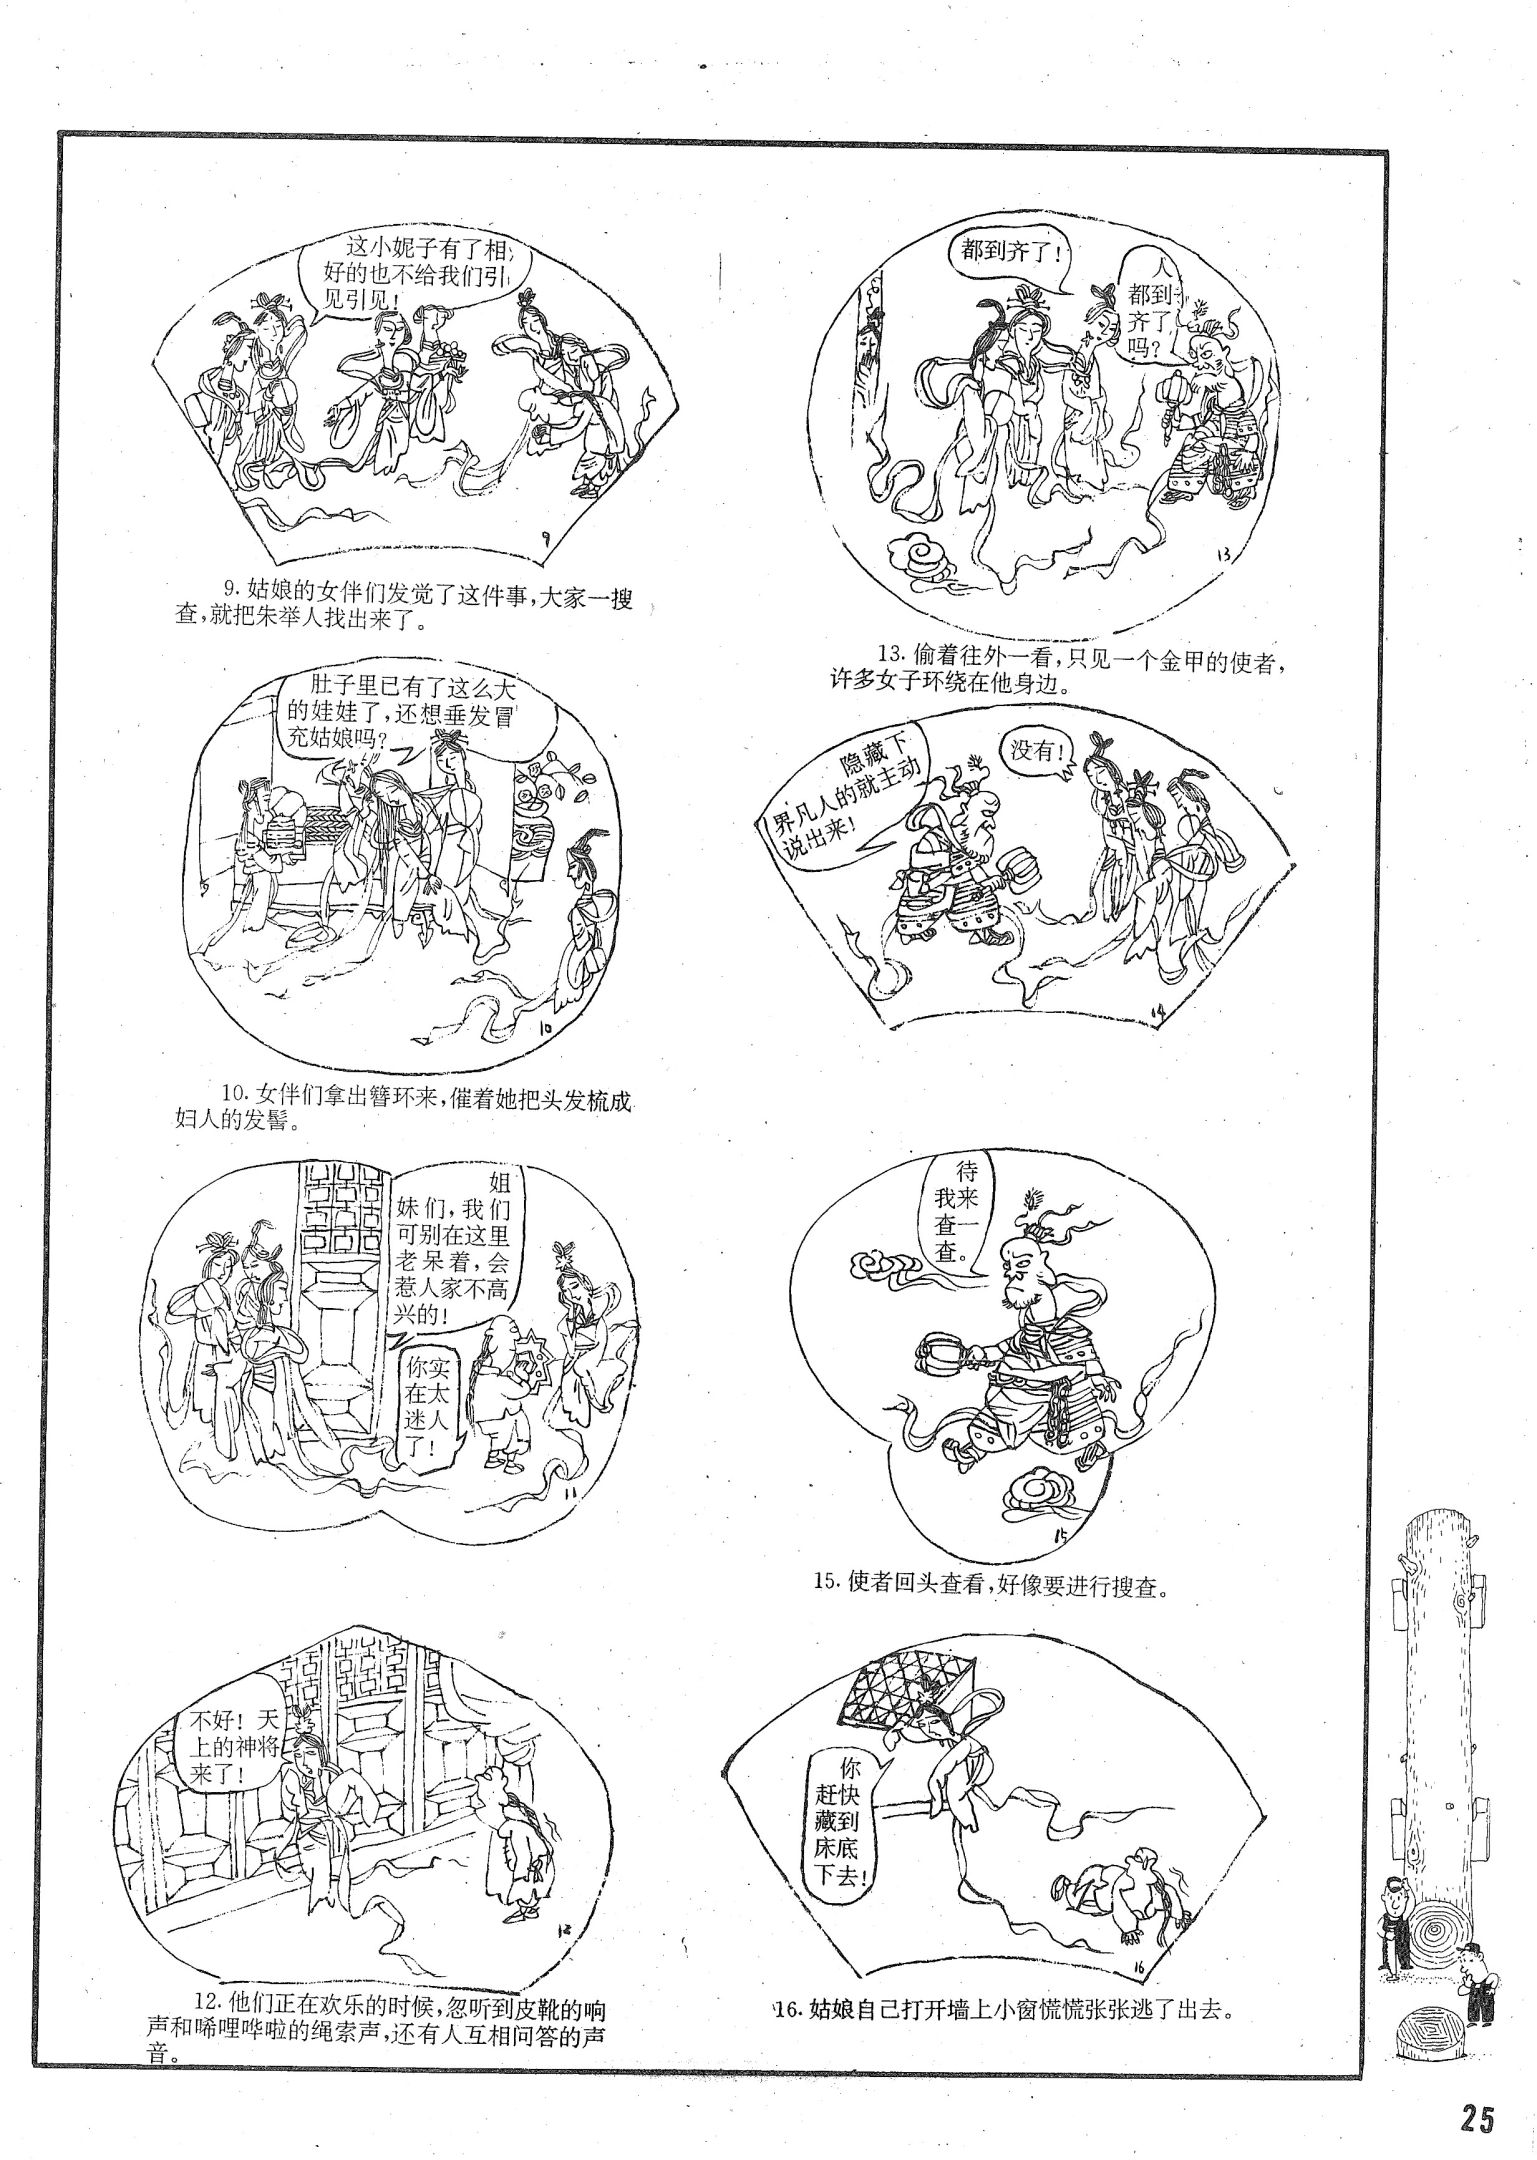 这小妮子有了相
好的也不给我们引
见引见！
9
9. 姑娘的女伴们发觉了这件事，大家一搜
查，就把朱举人找出来了。
肚子里已有了这么大
的娃娃了，还想垂发冒
充姑娘吗？
10
10. 女伴们拿出簪环来，催着她把头发梳成
妇人的发髻。
姐
妹们，我们
可别在这里
老呆着，会
惹人家不高
兴的！
你实
在太
迷人
了！
11
不好！天
上的神将
来了！
12
12. 他们正在欢乐的时候，忽听到皮靴的响
声和唏哩哗啦的绳索声，还有人互相问答的声
音。
都到齐了！
人
都到
齐了
吗？
13
13. 偷着往外一看，只见一个金甲的使者，
许多女子环绕在他身边。
隐藏下
界凡人的就主动
说出来！
没有！
14
待
我来
查一
查。
15
15. 使者回头查看，好像要进行搜查。
你
赶快
藏到
床底
下去！
16
16. 姑娘自己打开墙上小窗慌慌张张逃了出去。
25